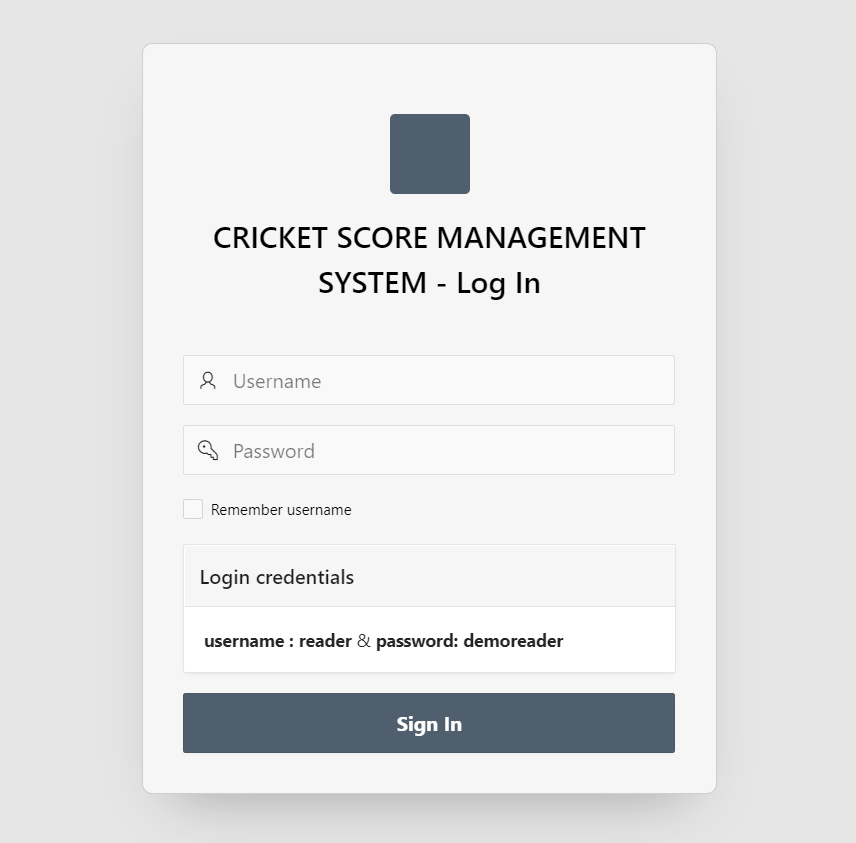 CRICKET SCORE MANAGEMENT
SYSTEM - Log In
Username
Password
Remember username
Login credentials
username : reader & password: demoreader
Sign In